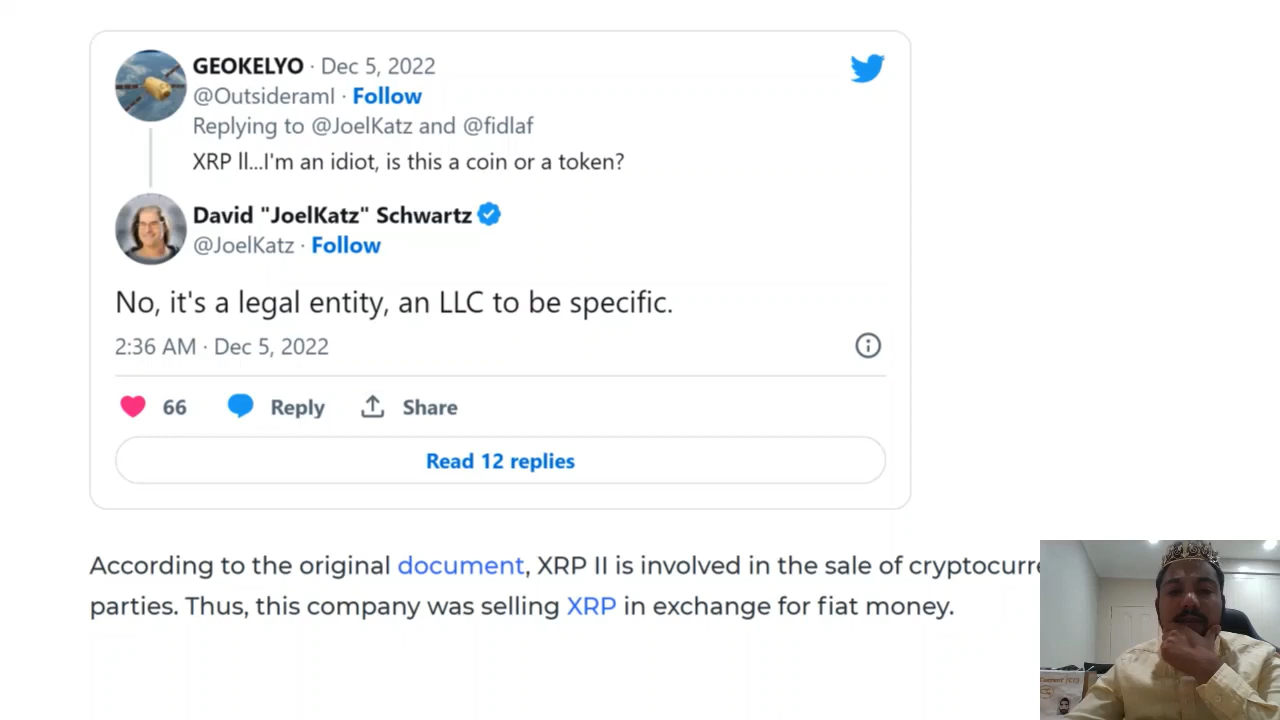 GEOKELYO · Dec 5, 2022
@Outsideraml · Follow
Replying to @JoelKatz and @fidlaf
XRP ll...I'm an idiot, is this a coin or a token?
David "JoelKatz" Schwartz
@JoelKatz · Follow
No, it's a legal entity, an LLC to be specific.
2:36 AM · Dec 5, 2022
66 Reply Share
Read 12 replies
According to the original document, XRP II is involved in the sale of
parties. Thus, this company was selling XRP in exchange for fiat money.